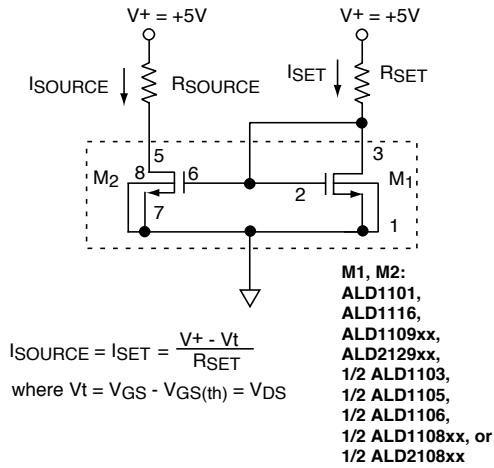 V+ = +5V
V+ = +5V
ISOURCE
RSOURCE
ISET
RSET
5
3
M2
8
6
2
M1
7
1
M1, M2:
ALD1101,
ALD1116,
ALD1109xx,
ALD2129xx,
1/2 ALD1103,
1/2 ALD1105,
1/2 ALD1106,
1/2 ALD1108xx, or
1/2 ALD2108xx
ISOURCE = ISET = V+ - Vt / RSET
where Vt = VGS - VGS(th) = VDS